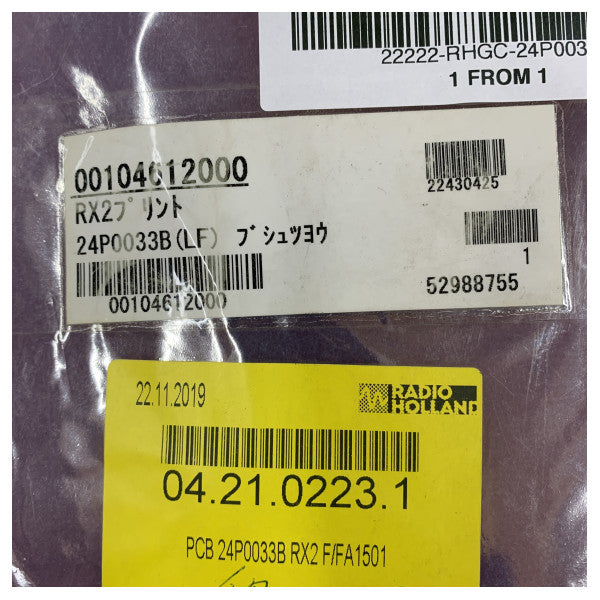 22222-RHGC-24P003
1 FROM 1
00104612000
22430425
RX2プリント
24P0033B(LF) ブシュツヨウ
1
00104612000
52988755
22.11.2019
RADIO
HOLLAND
04.21.0223.1
PCB 24P0033B RX2 F/FA1501